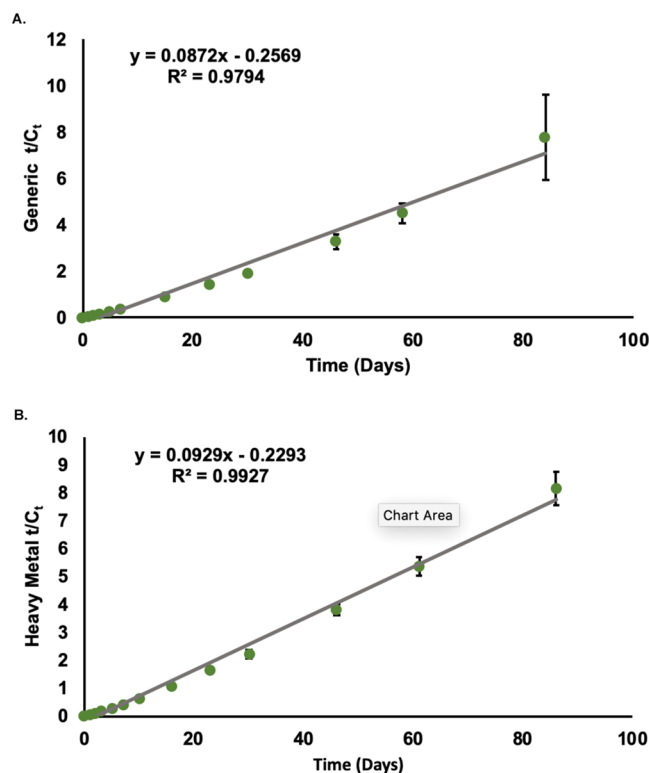 A.
y = 0.0872x - 0.2569
R² = 0.9794
12
10
8
6
4
2
0
Generic t/Cₜ
0 20 40 60 80 100
Time (Days)
B.
y = 0.0929x - 0.2293
R² = 0.9927
Chart Area
10
9
8
7
6
5
4
3
2
1
0
Heavy Metal t/Cₜ
0 20 40 60 80 100
Time (Days)